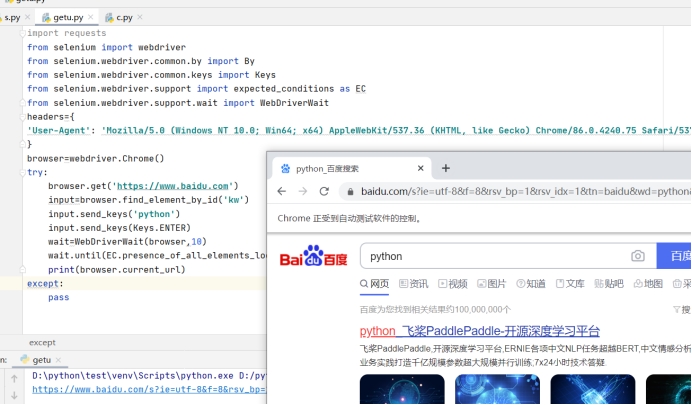 s.py
getu.py
c.py
import requests
from selenium import webdriver
from selenium.webdriver.common.by import By
from selenium.webdriver.common.keys import Keys
from selenium.webdriver.support import expected_conditions as EC
from selenium.webdriver.support.wait import WebDriverWait
headers={
'User-Agent': 'Mozilla/5.0 (Windows NT 10.0; Win64; x64) AppleWebKit/537.36 (KHTML, like Gecko) Chrome/86.0.4240.75 Safari/537
}
browser=webdriver.Chrome()
try:
browser.get('https://www.baidu.com')
input=browser.find_element_by_id('kw')
input.send_keys('python')
input.send_keys(Keys.ENTER)
wait=WebDriverWait(browser,10)
wait.until(EC.presence_of_all_elements_loc
print(browser.current_url)
except:
pass
except
n:
getu
D:\python\test\venv\Scripts\python.exe D:/p
https://www.baidu.com/s?ie=utf-8&f=8&rsv_bp=
python_百度搜索
baidu.com/s?ie=utf-8&f=8&rsv_bp=1&rsv_idx=1&tn=baidu&wd=python&
Chrome 正受到自动测试软件的控制。
Bai du 百度
python
百度
网页 资讯 视频 图片 知道 文库 贴吧 地图 采
百度为您找到相关结果约100,000,000个
搜
python_飞桨PaddlePaddle-开源深度学习平台
飞桨PaddlePaddle,开源深度学习平台,ERNIE各项中文NLP任务超越BERT,中文情感分析
业务实践打造千亿规模参数超大规模并行训练,7x24小时技术答疑.